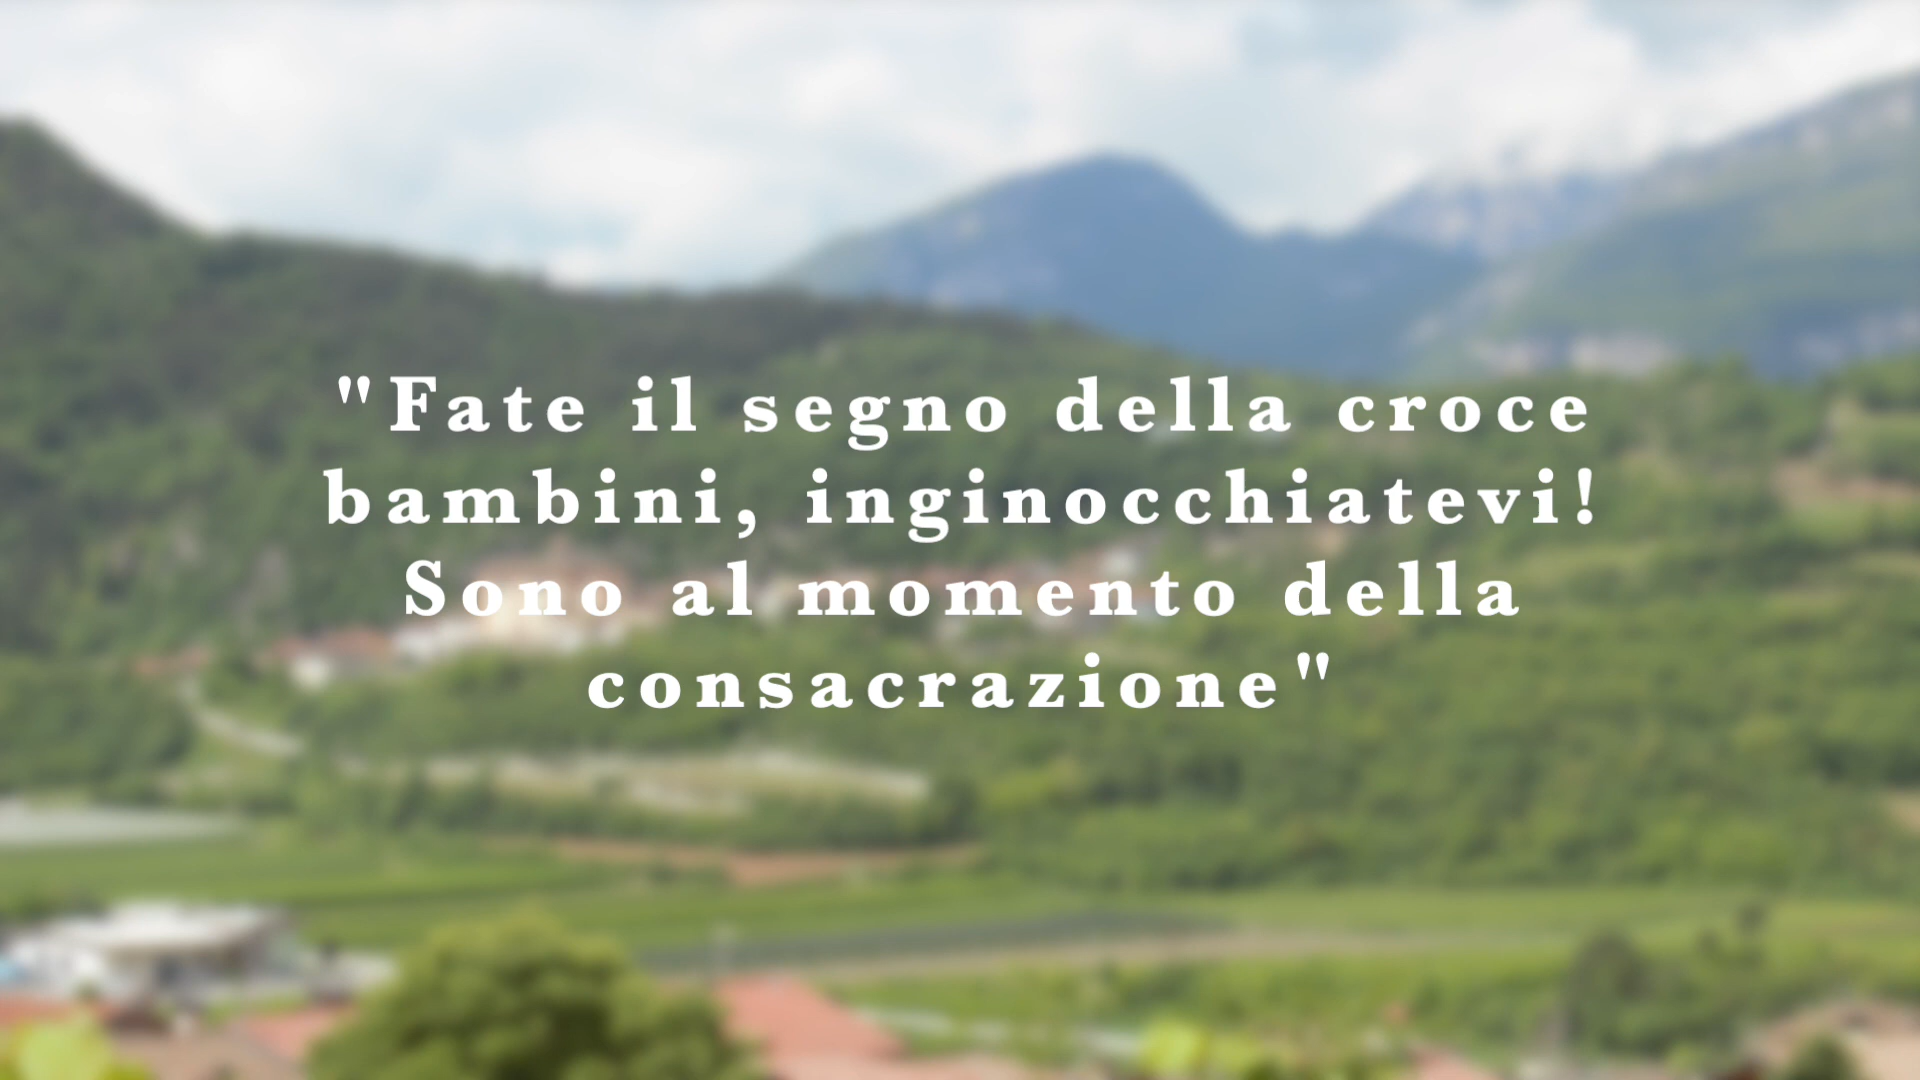 "Fate il segno della croce
bambini, inginocchiatevi!
Sono al momento della
consacrazione"